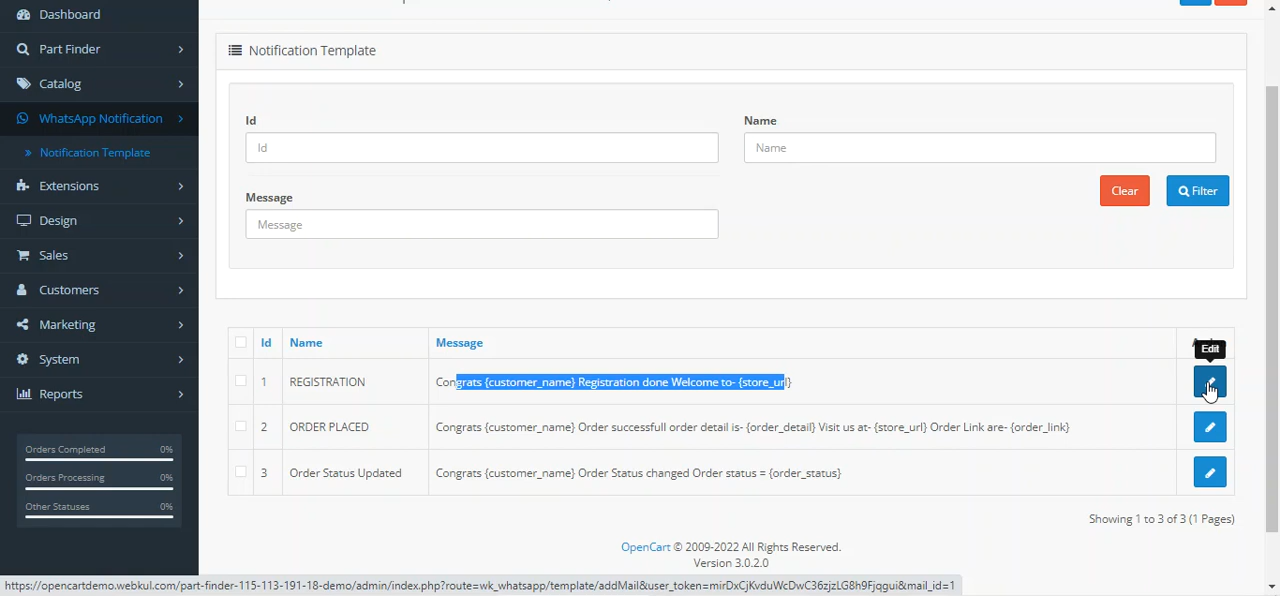 Dashboard
Part Finder
Catalog
WhatsApp Notification
» Notification Template
Extensions
Design
Sales
Customers
Marketing
System
Reports
Orders Completed 0%
Orders Processing 0%
Other Statuses 0%
Notification Template
Id
Name
Id
Name
Clear
Filter
Message
Message
Id Name Message
Edit
1 REGISTRATION Congrats {customer_name} Registration done Welcome to- {store_url}
2 ORDER PLACED Congrats {customer_name} Order successfull order detail is- {order_detail} Visit us at- {store_url} Order Link are- {order_link}
3 Order Status Updated Congrats {customer_name} Order Status changed Order status = {order_status}
Showing 1 to 3 of 3 (1 Pages)
OpenCart © 2009-2022 All Rights Reserved.
Version 3.0.2.0
https://opencartdemo.webkul.com/part-finder-115-113-191-18-demo/admin/index.php?route=wk_whatsapp/template/addMail&user_token=mirDxCjKvduWcDwC36zjzLG8h9Fjqgui&mail_id=1